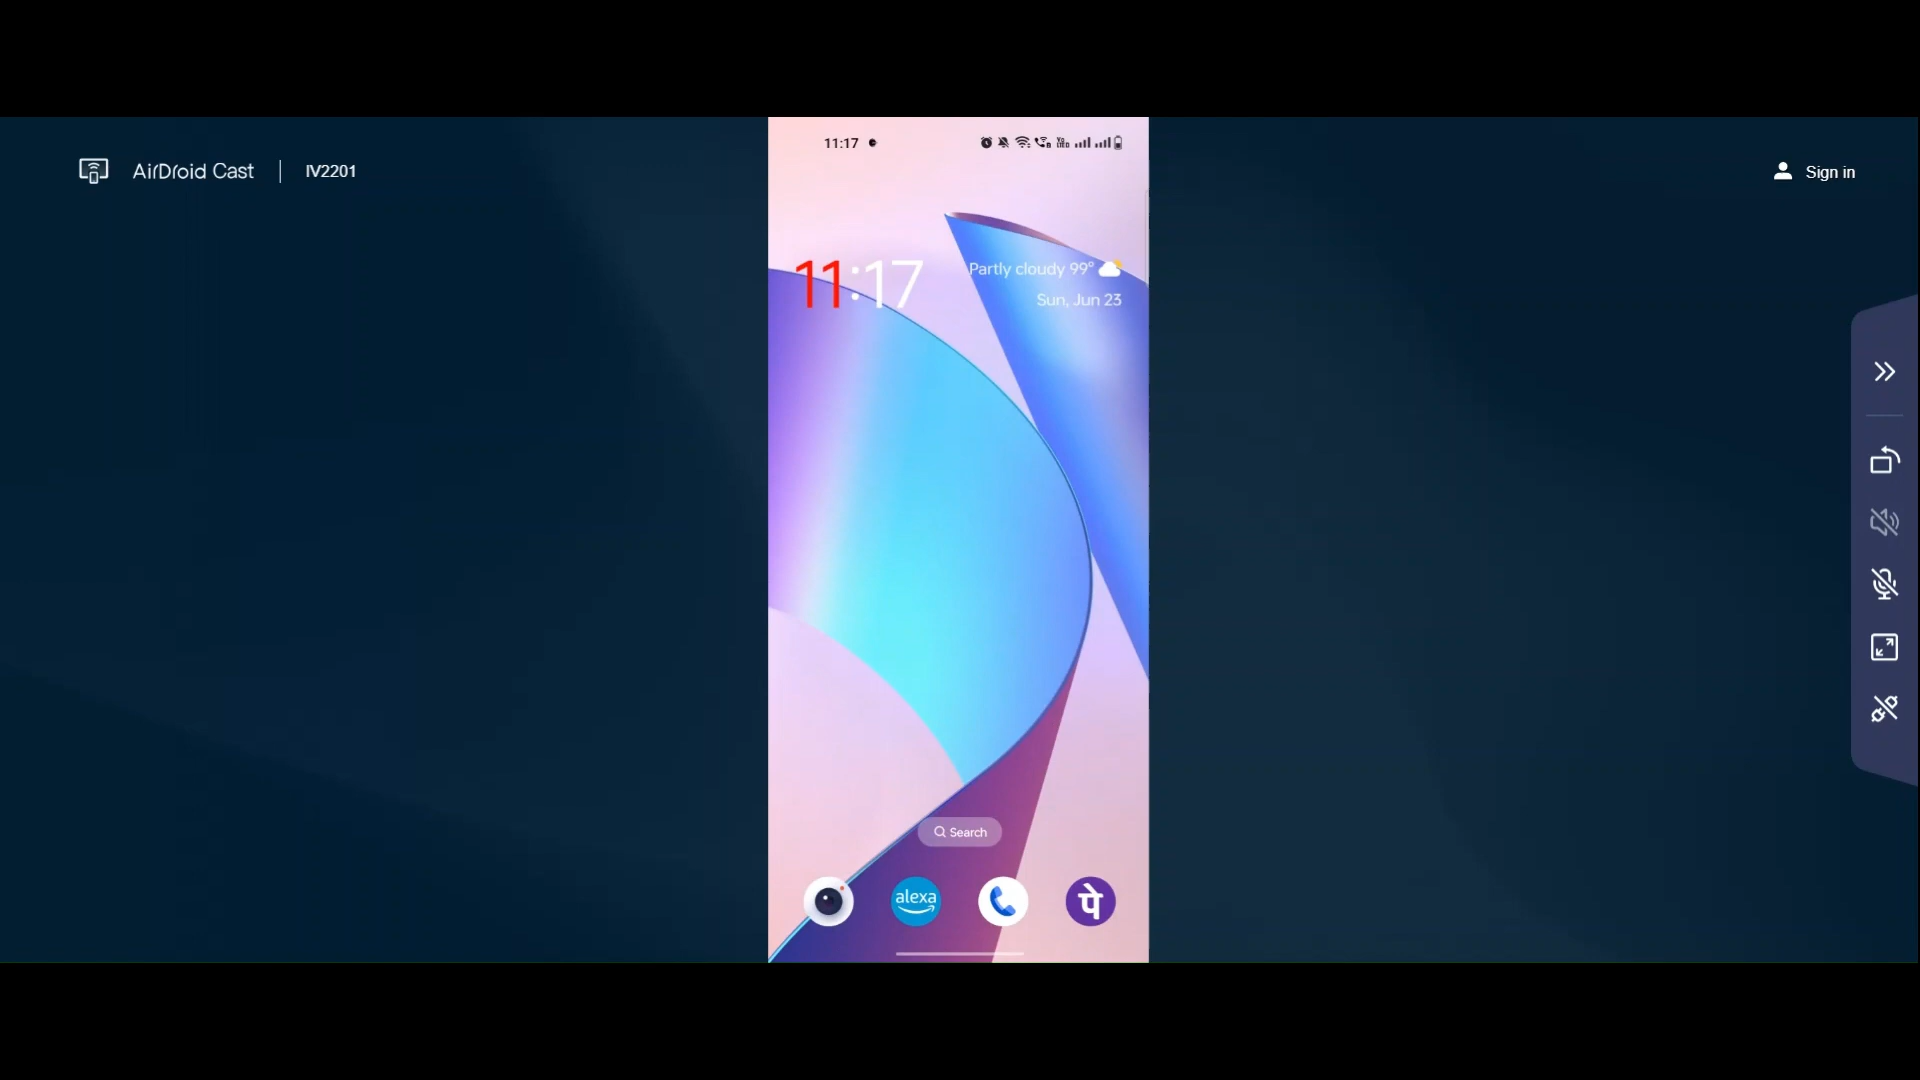 AirDroid Cast
IV2201
Sign in
11:17
11:17
Partly cloudy 99°
Sun, Jun 23
Search
alexa
पे